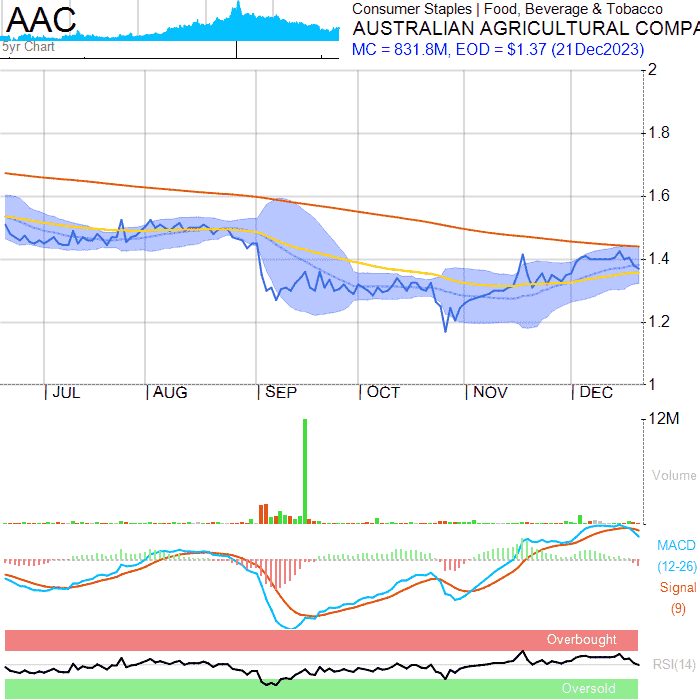 AAC
5yr Chart
Consumer Staples | Food, Beverage & Tobacco
AUSTRALIAN AGRICULTURAL COMPA
MC = 831.8M, EOD = $1.37 (21Dec2023)
2
1.8
1.6
1.4
1.2
1
JUL AUG SEP OCT NOV DEC
12M
Volume
MACD
(12-26)
Signal
(9)
Overbought
RSI(14)
Oversold